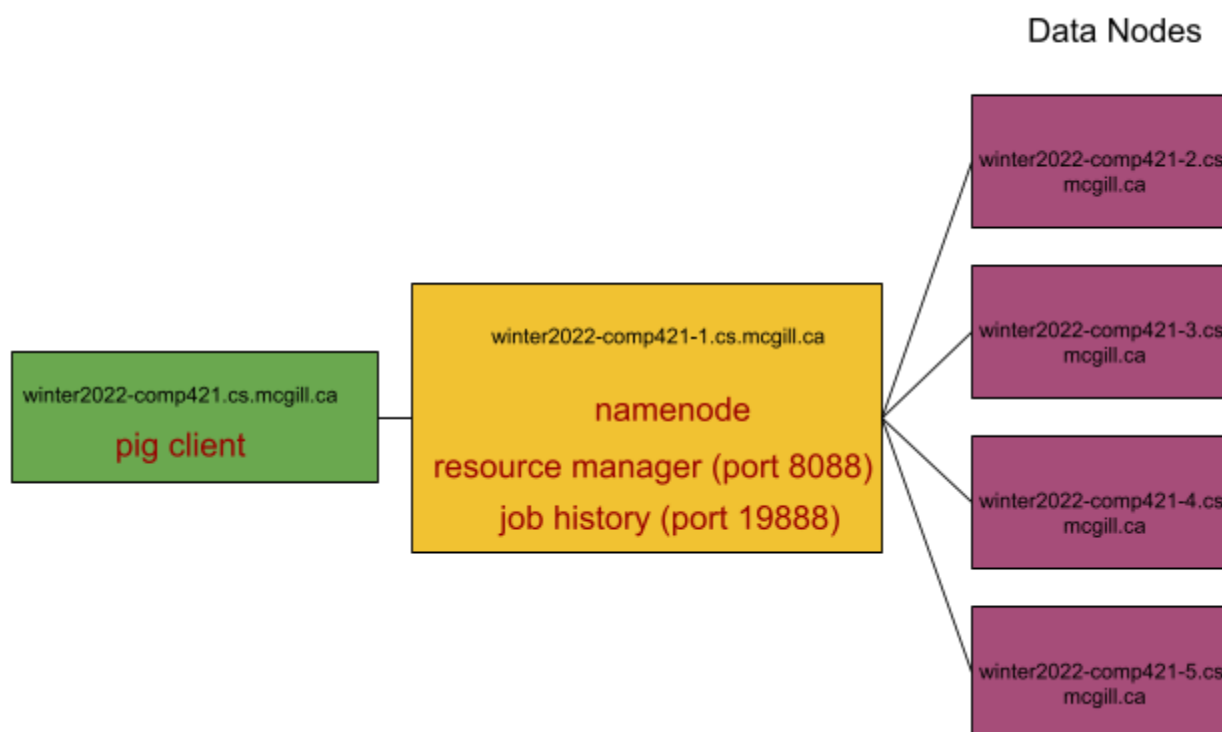 Data Nodes
winter2022-comp421-2.cs
mcgill.ca
winter2022-comp421-3.cs
mcgill.ca
winter2022-comp421-1.cs.mcgill.ca
namenode
resource manager (port 8088)
job history (port 19888)
winter2022-comp421.cs.mcgill.ca
pig client
winter2022-comp421-4.cs
mcgill.ca
winter2022-comp421-5.cs
mcgill.ca